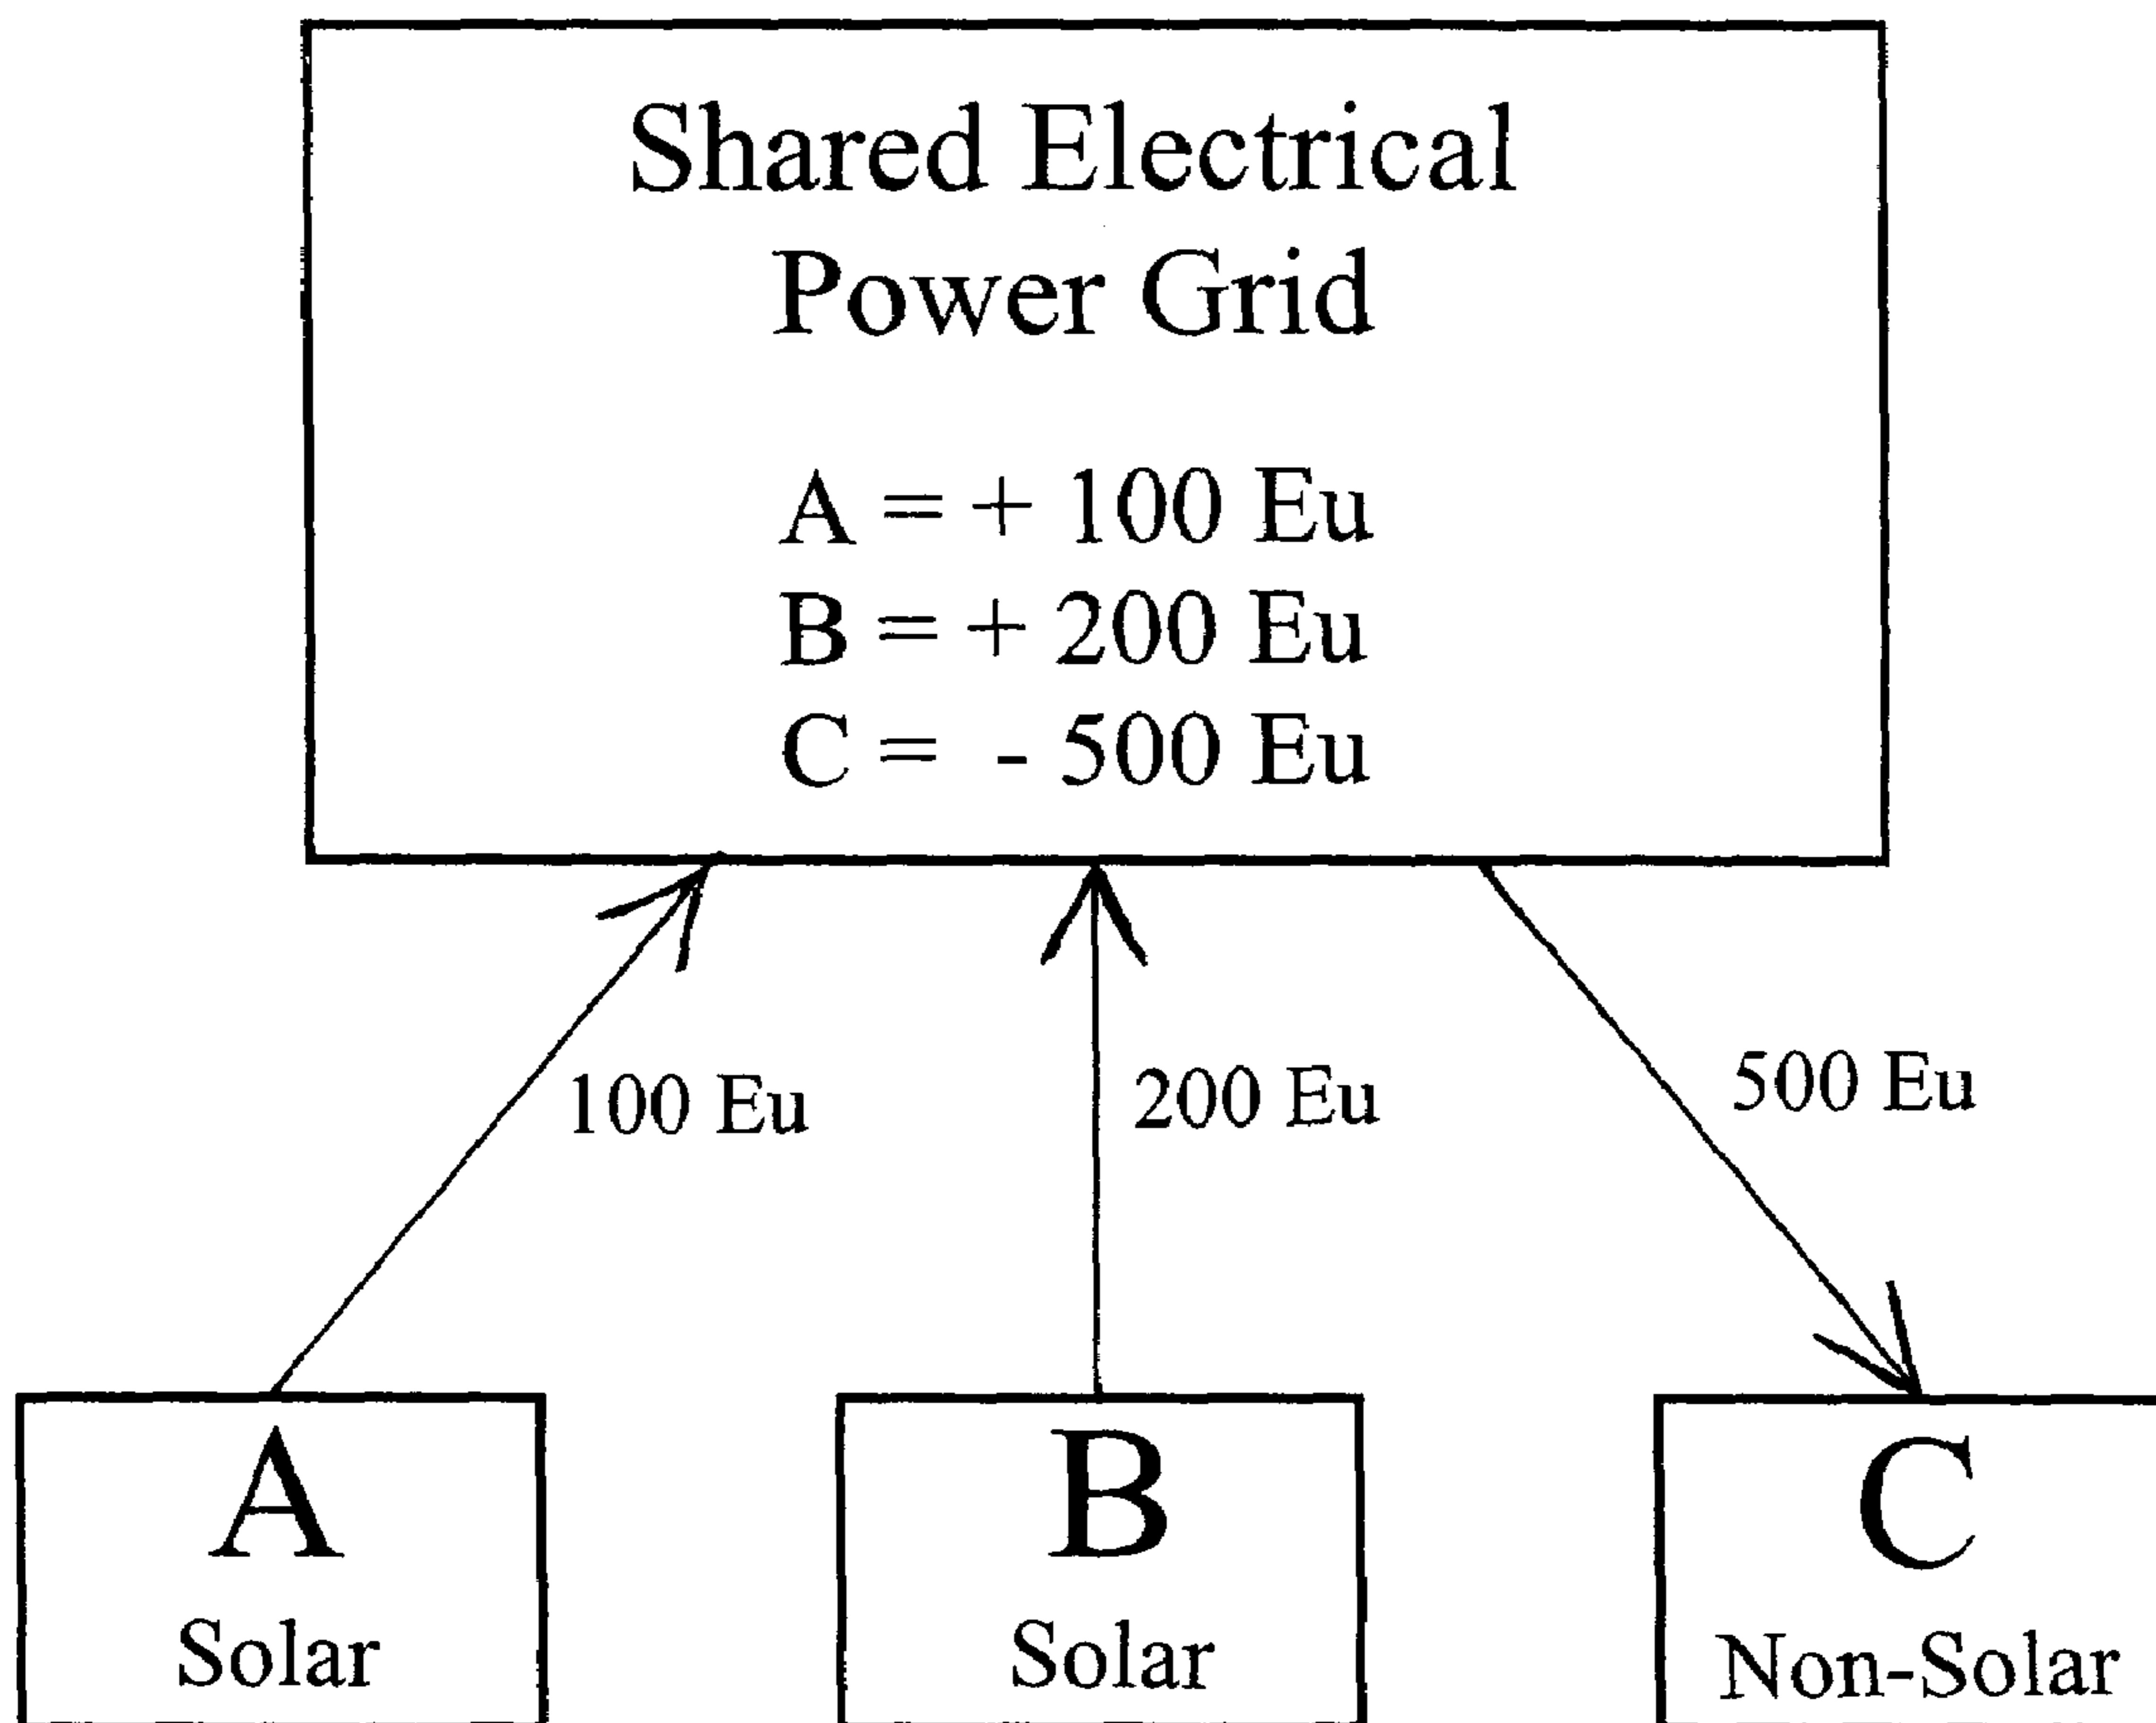 Shared Electrical
Power Grid
A = + 100 Eu
B = + 200 Eu
C = - 500 Eu
100 Eu
200 Eu
500 Eu
A
Solar
B
Solar
C
Non-Solar